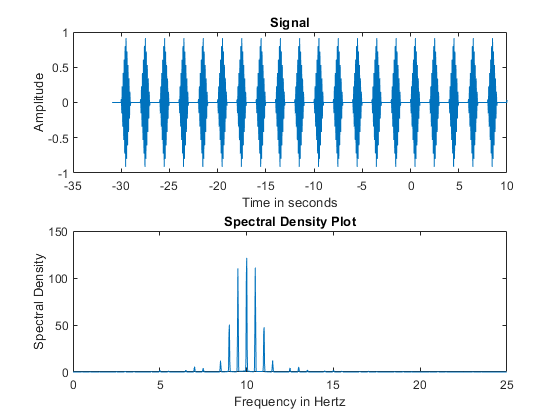 Signal
1
0.5
0
-0.5
-1
Amplitude
-35 -30 -25 -20 -15 -10 -5 0 5 10
Time in seconds
Spectral Density Plot
150
100
50
0
Spectral Density
0 5 10 15 20 25
Frequency in Hertz